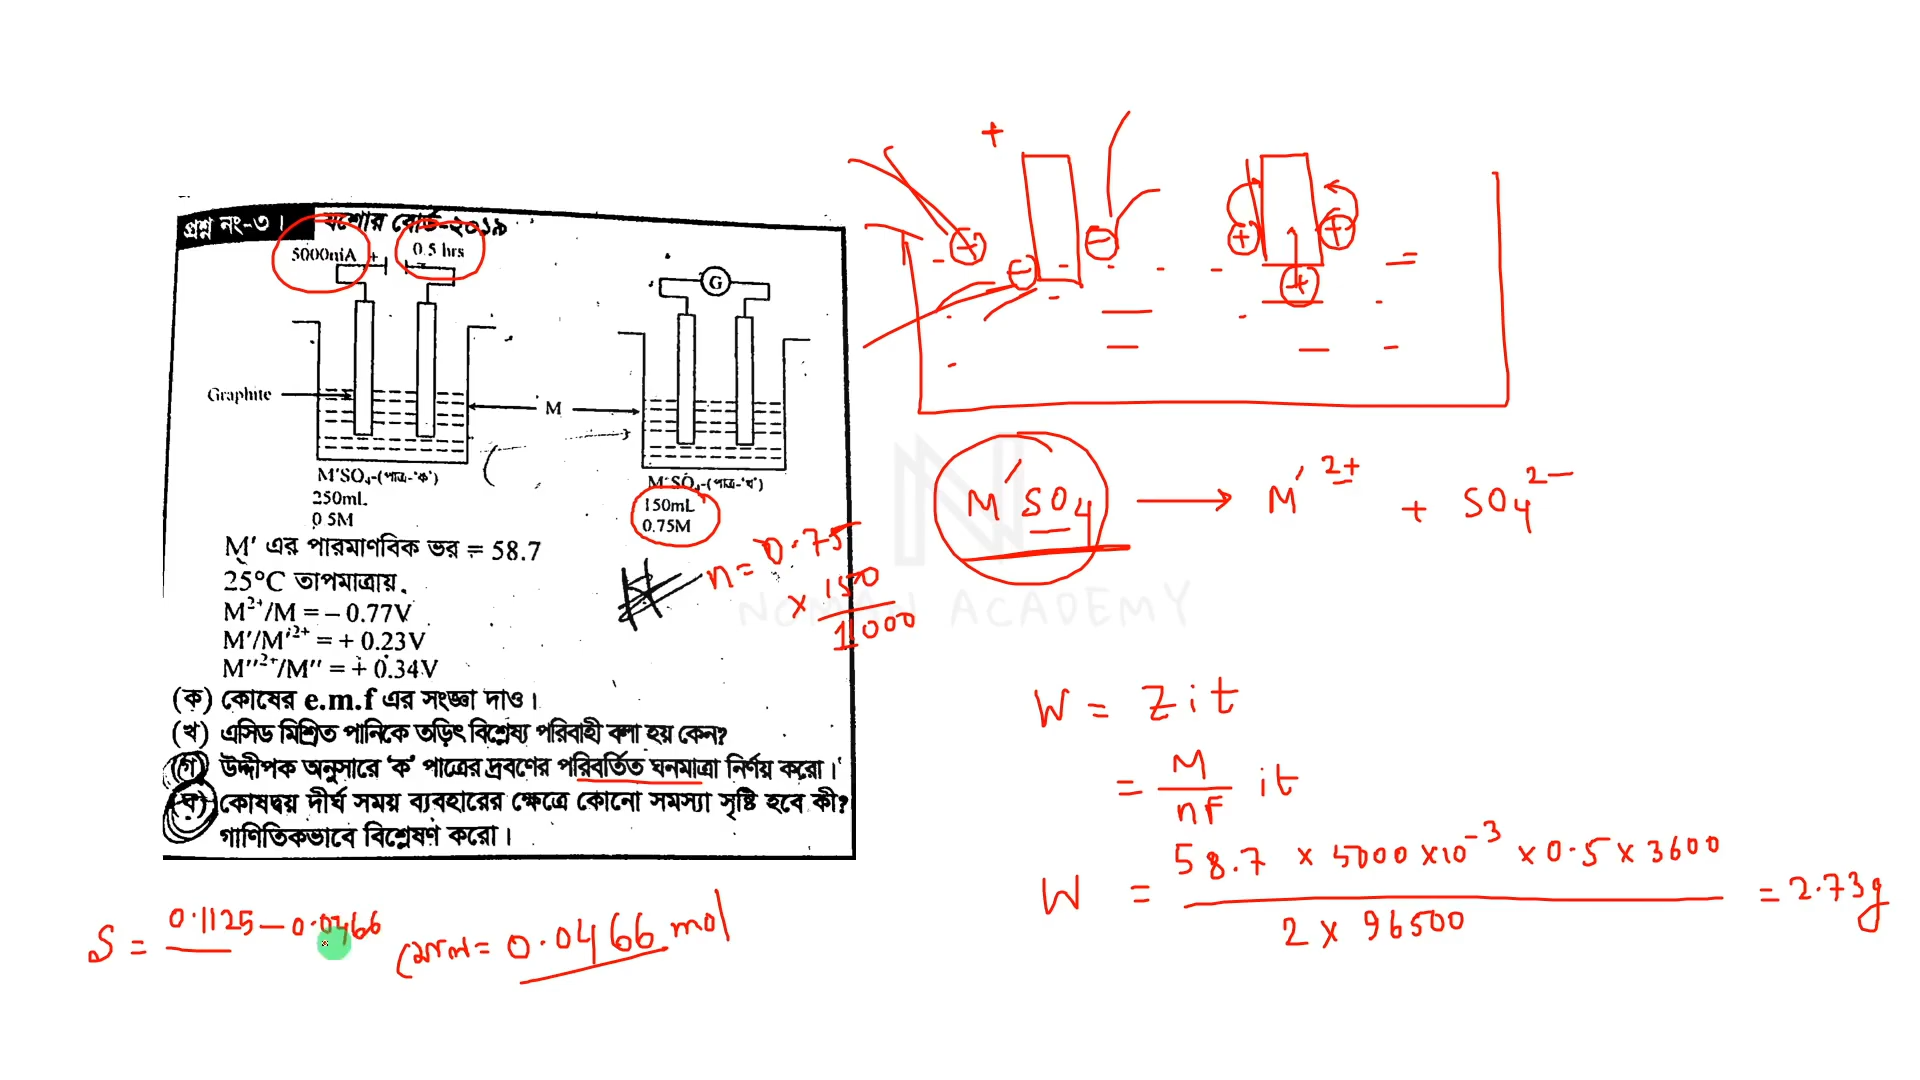 প্রশ্ন নং-৩। যশোর বোর্ড-২০১৯
5000mA + 0.5 hrs
G
Graphite
M
M'SO₄-(পাত্র-'ক')
250mL
0.5M
150mL
0.75M
M' এর পারমাণবিক ভর = 58.7
25°C তাপমাত্রায়.
M²⁺/M = – 0.77V
M'/M'²⁺ = + 0.23V
M''²⁺/M'' = + 0.34V
(ক) কোষের e.m.f এর সংজ্ঞা দাও।
(খ) এসিড মিশ্রিত পানিকে তড়িৎ বিশ্লেষ্য পরিবাহী বলা হয় কেন?
(গ) উদ্দীপক অনুসারে 'ক' পাত্রের দ্রবণের পরিবর্তিত ঘনমাত্রা নির্ণয় করো।
(ঘ) কোষদ্বয় দীর্ঘ সময় ব্যবহারের ক্ষেত্রে কোনো সমস্যা সৃষ্টি হবে কী?
গাণিতিকভাবে বিশ্লেষণ করো।
n = 0.75
× 150
1000
+
+ − − + + +
M'SO₄ → M'²⁺ + SO₄²⁻
NOMAN ACADEMY
W = Zit
= M it
nF
W = 58.7 × 5000 × 10⁻³ × 0.5 × 3600 = 2.73g
2 × 96500
S = 0.1125 – 0.0466
মোল = 0.0466 mol